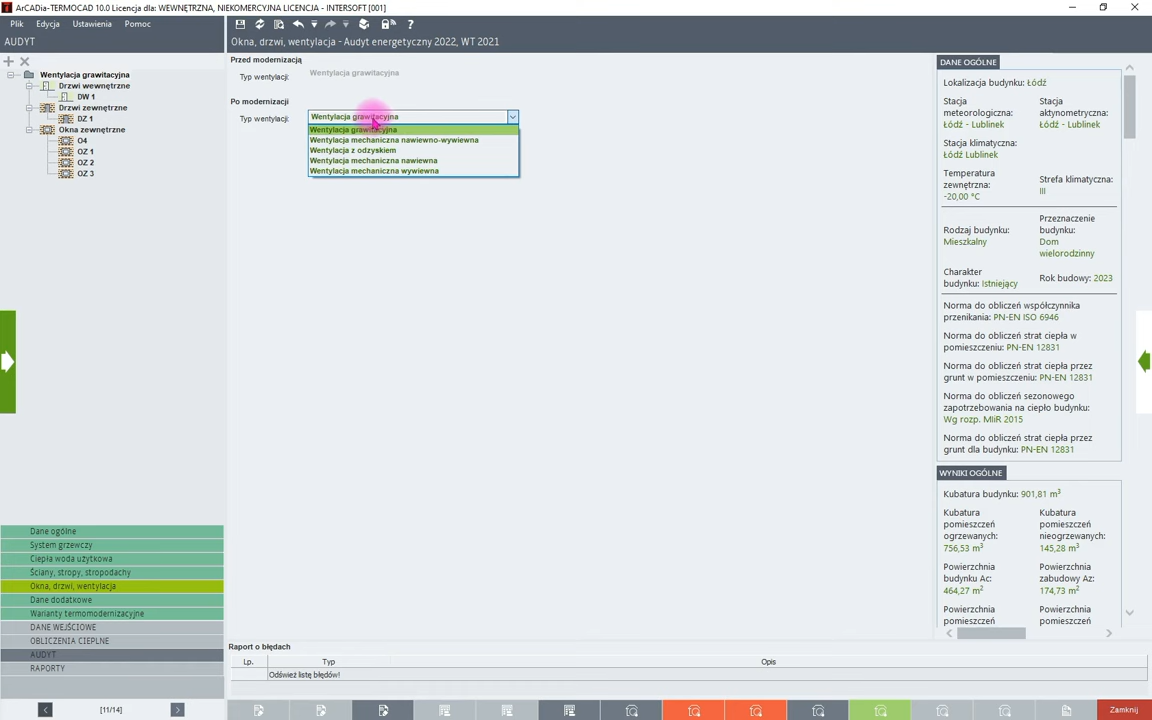 ArCADia-TERMOCAD 10.0 Licencja dla: WEWNĘTRZNA, NIEKOMERCYJNA LICENCJA - INTERSOFT [001]
Plik Edycja Ustawienia Pomoc
AUDYT
Okna, drzwi, wentylacja - Audyt energetyczny 2022, WT 2021
Wentylacja grawitacyjna
Drzwi wewnętrzne
DW 1
Drzwi zewnętrzne
DZ 1
Okna zewnętrzne
O4
OZ 1
OZ 2
OZ 3
Przed modernizacją
Typ wentylacji: Wentylacja grawitacyjna
Po modernizacji
Typ wentylacji: Wentylacja grawitacyjna
Wentylacja grawitacyjna
Wentylacja mechaniczna nawiewno-wywiewna
Wentylacja z odzyskiem
Wentylacja mechaniczna nawiewna
Wentylacja mechaniczna wywiewna
DANE OGÓLNE
Lokalizacja budynku: Łódź
Stacja meteorologiczna: Łódź - Lublinek
Stacja aktynometryczna: Łódź - Lublinek
Stacja klimatyczna: Łódź Lublinek
Temperatura zewnętrzna: -20,00 °C
Strefa klimatyczna: III
Rodzaj budynku: Mieszkalny
Przeznaczenie budynku: Dom wielorodzinny
Charakter budynku: Istniejący
Rok budowy: 2023
Norma do obliczeń współczynnika
przenikania: PN-EN ISO 6946
Norma do obliczeń strat ciepła w
pomieszczeniu: PN-EN 12831
Norma do obliczeń strat ciepła przez
grunt w pomieszczeniu: PN-EN 12831
Norma do obliczeń sezonowego
zapotrzebowania na ciepło budynku:
Wg rozp. MIiR 2015
Norma do obliczeń strat ciepła przez
grunt dla budynku: PN-EN 12831
WYNIKI OGÓLNE
Kubatura budynku: 901,81 m³
Kubatura pomieszczeń ogrzewanych: 756,53 m³
Kubatura pomieszczeń nieogrzewanych: 145,28 m³
Powierzchnia budynku Ac: 464,27 m²
Powierzchnia zabudowy Az: 174,73 m²
Powierzchnia pomieszczeń
Powierzchnia pomieszczeń
Dane ogólne
System grzewczy
Ciepła woda użytkowa
Ściany, stropy, stropodachy
Okna, drzwi, wentylacja
Dane dodatkowe
Warianty termomodernizacyjne
DANE WEJŚCIOWE
OBLICZENIA CIEPLNE
AUDYT
RAPORTY
[11/14]
Raport o błędach
Lp. Typ Opis
Odśwież listę błędów!
Zamknij